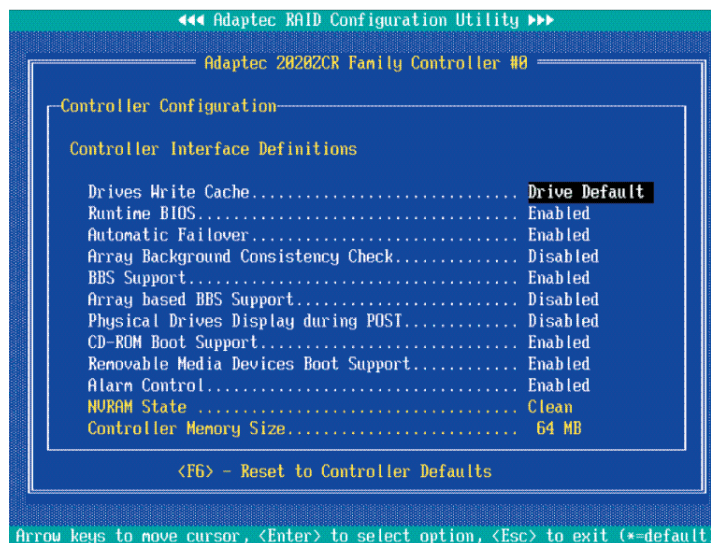 ◄◄◄ Adaptec RAID Configuration Utility ►►►
Adaptec 2020ZCR Family Controller #0
Controller Configuration
Controller Interface Definitions
Drives Write Cache.............................. Drive Default
Runtime BIOS.................................... Enabled
Automatic Failover.............................. Enabled
Array Background Consistency Check.............. Disabled
BBS Support..................................... Enabled
Array based BBS Support......................... Disabled
Physical Drives Display during POST............. Disabled
CD-ROM Boot Support............................. Enabled
Removable Media Devices Boot Support............ Enabled
Alarm Control................................... Enabled
NVRAM State .................................... Clean
Controller Memory Size.......................... 64 MB
<F6> - Reset to Controller Defaults
Arrow keys to move cursor, <Enter> to select option, <Esc> to exit (*=default